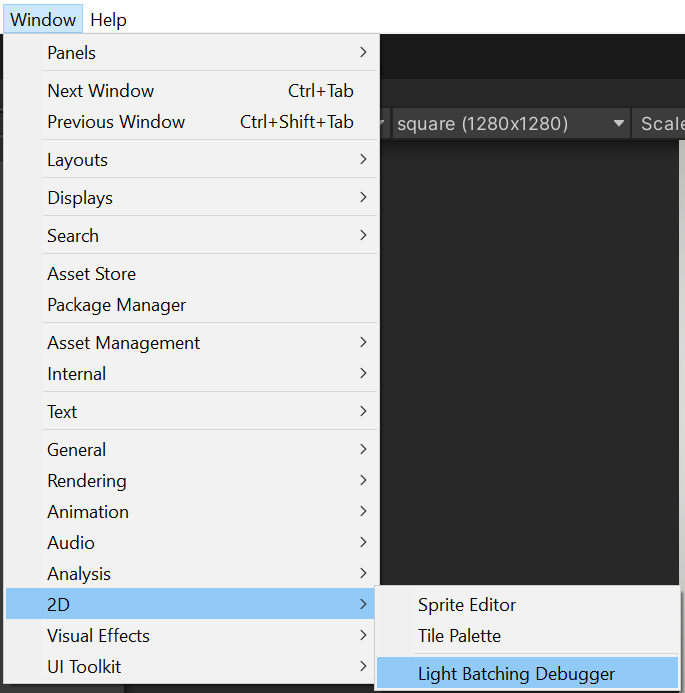 Window Help
Panels
Next Window Ctrl+Tab
Previous Window Ctrl+Shift+Tab
square (1280x1280) Scale
Layouts
Displays
Search
Asset Store
Package Manager
Asset Management
Internal
Text
General
Rendering
Animation
Audio
Analysis
2D
Sprite Editor
Visual Effects
Tile Palette
UI Toolkit
Light Batching Debugger